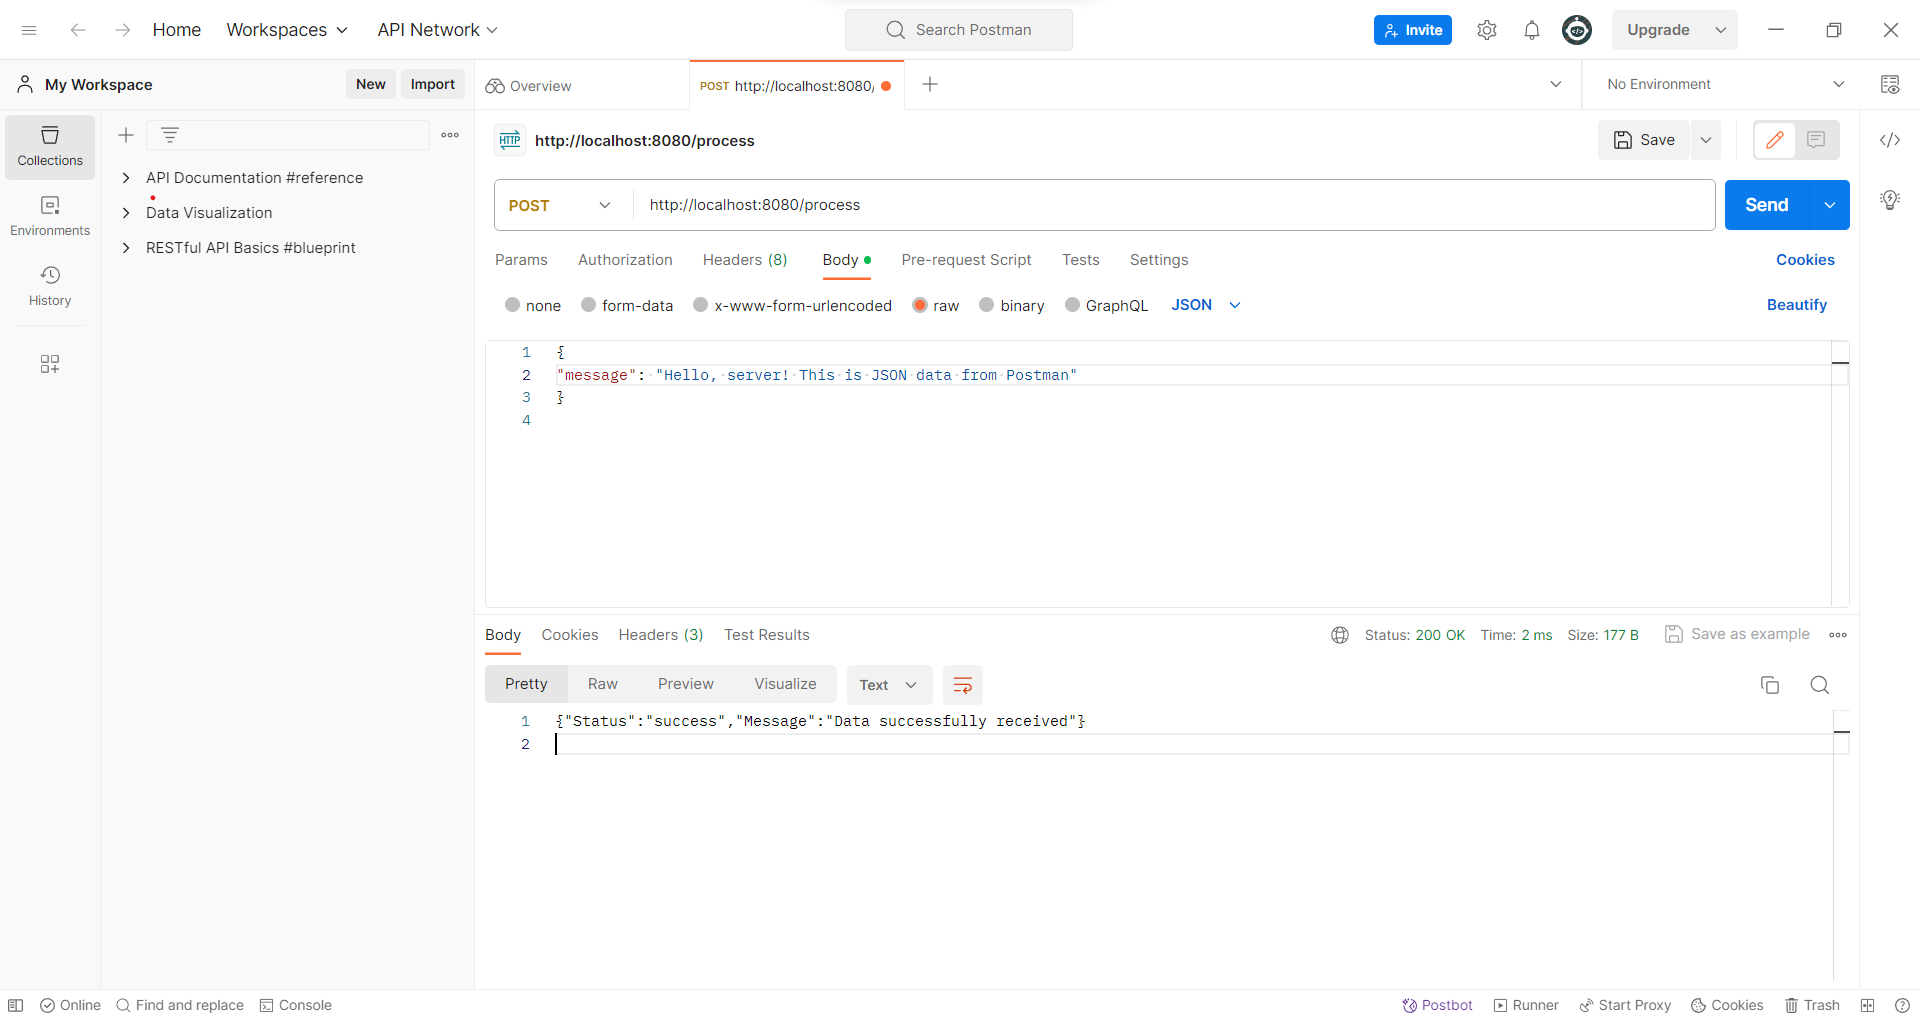 Home Workspaces API Network Search Postman Invite Upgrade
My Workspace New Import Overview POST http://localhost:8080/ No Environment
Collections
API Documentation #reference
Data Visualization
RESTful API Basics #blueprint
Environments
History
HTTP http://localhost:8080/process Save
POST http://localhost:8080/process Send
Params Authorization Headers (8) Body Pre-request Script Tests Settings Cookies
none form-data x-www-form-urlencoded raw binary GraphQL JSON Beautify
1 {
2 "message": "Hello, server! This is JSON data from Postman"
3 }
4
Body Cookies Headers (3) Test Results Status: 200 OK Time: 2 ms Size: 177 B Save as example
Pretty Raw Preview Visualize Text
1 {"Status":"success","Message":"Data successfully received"}
2
Online Find and replace Console Postbot Runner Start Proxy Cookies Trash